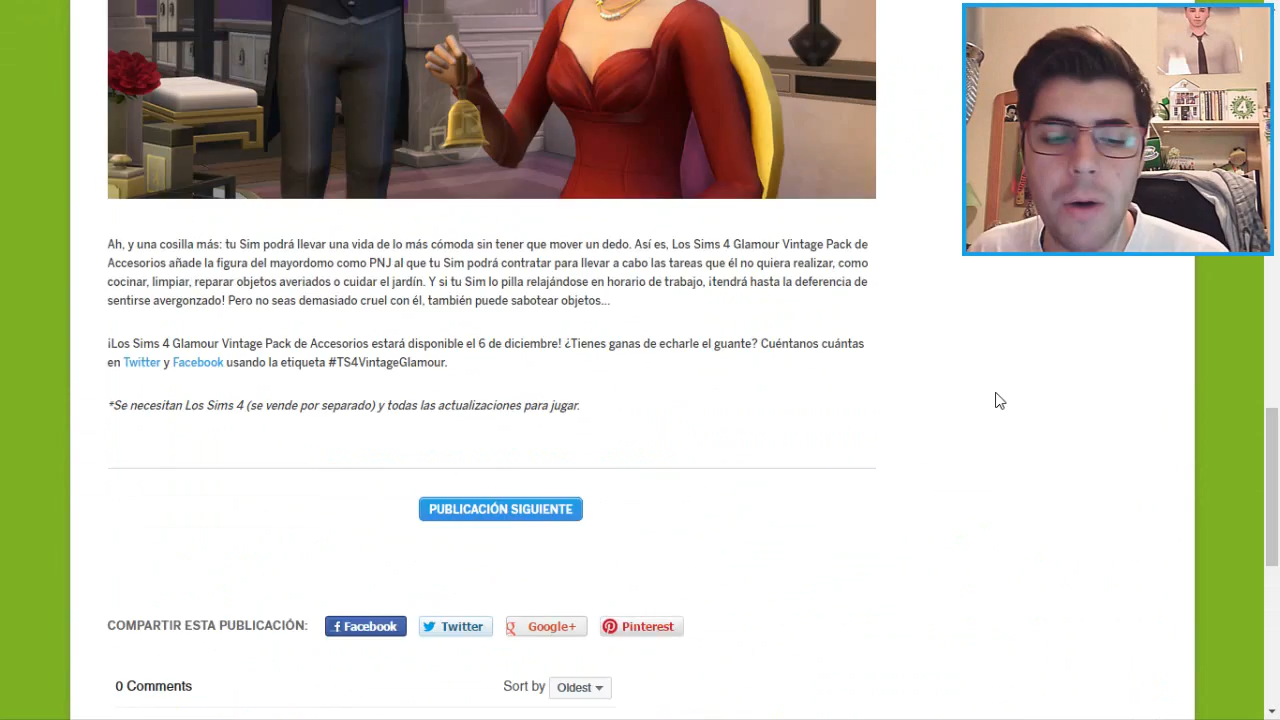 Ah, y una cosilla más: tu Sim podrá llevar una vida de lo más cómoda sin tener que mover un dedo. Así es, Los Sims 4 Glamour Vintage Pack de
Accesorios añade la figura del mayordomo como PNJ al que tu Sim podrá contratar para llevar a cabo las tareas que él no quiera realizar, como
cocinar, limpiar, reparar objetos averiados o cuidar el jardín. Y si tu Sim lo pilla relajándose en horario de trabajo, ¡tendrá hasta la deferencia de
sentirse avergonzado! Pero no seas demasiado cruel con él, también puede sabotear objetos...
¡Los Sims 4 Glamour Vintage Pack de Accesorios estará disponible el 6 de diciembre! ¿Tienes ganas de echarle el guante? Cuéntanos cuántas
en Twitter y Facebook usando la etiqueta #TS4VintageGlamour.
*Se necesitan Los Sims 4 (se vende por separado) y todas las actualizaciones para jugar.
PUBLICACIÓN SIGUIENTE
COMPARTIR ESTA PUBLICACIÓN: Facebook Twitter Google+ Pinterest
0 Comments Sort by Oldest